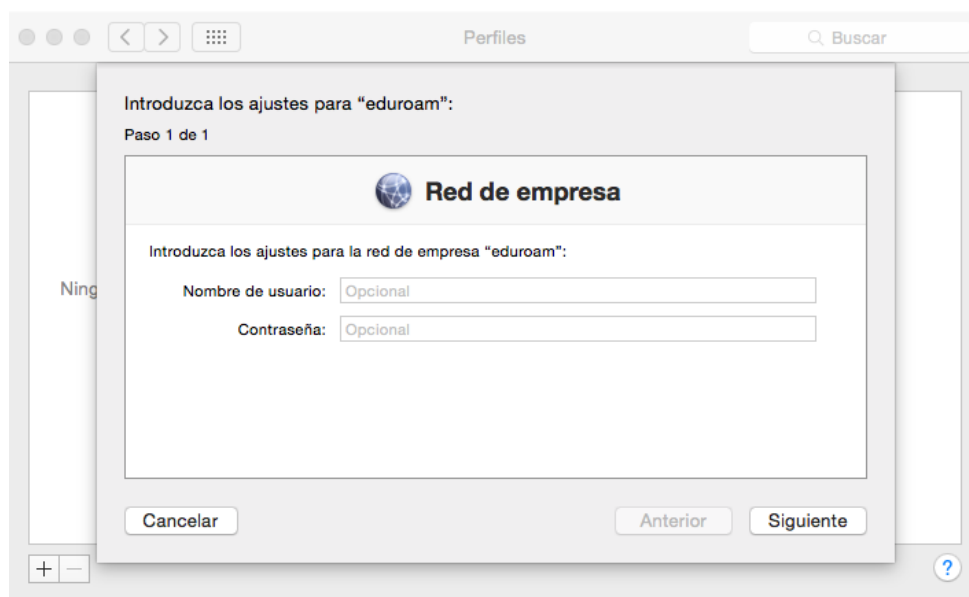 Perfiles
Buscar
Introduzca los ajustes para “eduroam”:
Paso 1 de 1
Red de empresa
Introduzca los ajustes para la red de empresa “eduroam”:
Ning
Nombre de usuario: Opcional
Contraseña: Opcional
Cancelar
Anterior
Siguiente
+ −
?